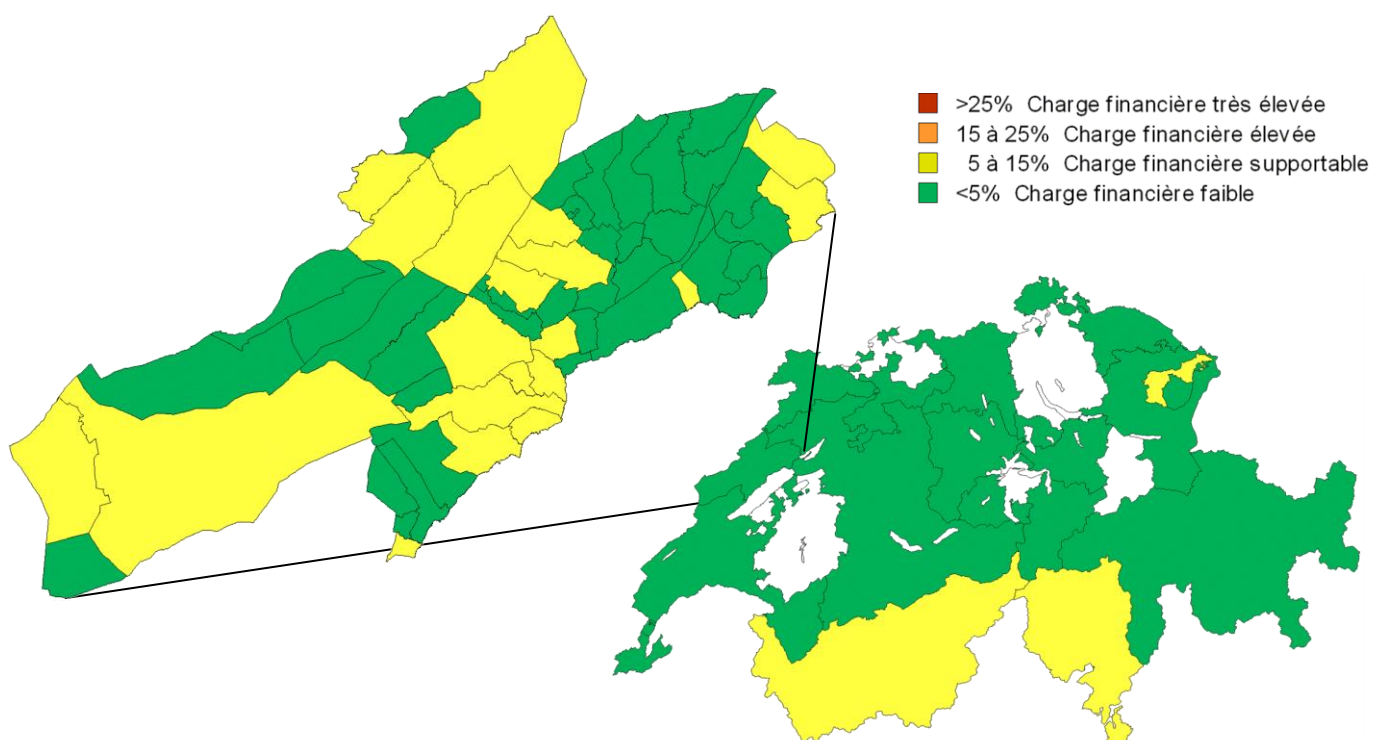 >25% Charge financière très élevée
15 à 25% Charge financière élevée
5 à 15% Charge financière supportable
<5% Charge financière faible